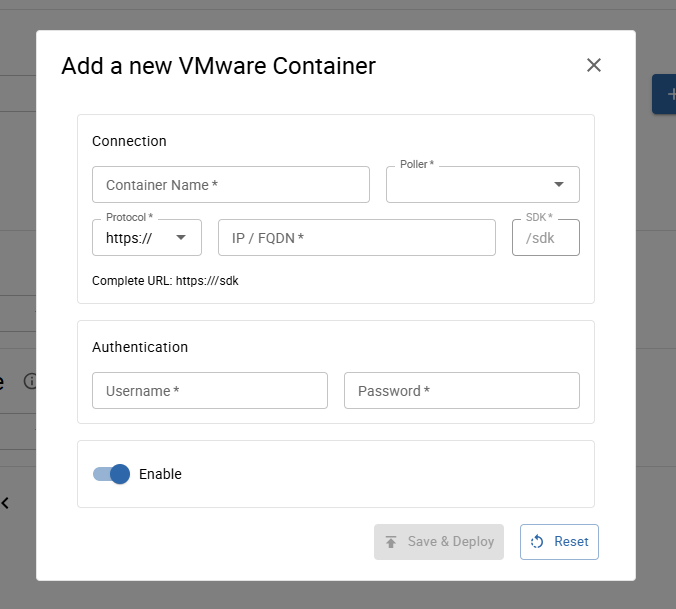 Add a new VMware Container
Connection
Container Name *
Poller *
Protocol *
https://
IP / FQDN *
SDK *
/sdk
Complete URL: https:///sdk
Authentication
Username *
Password *
e
Enable
Save & Deploy
Reset